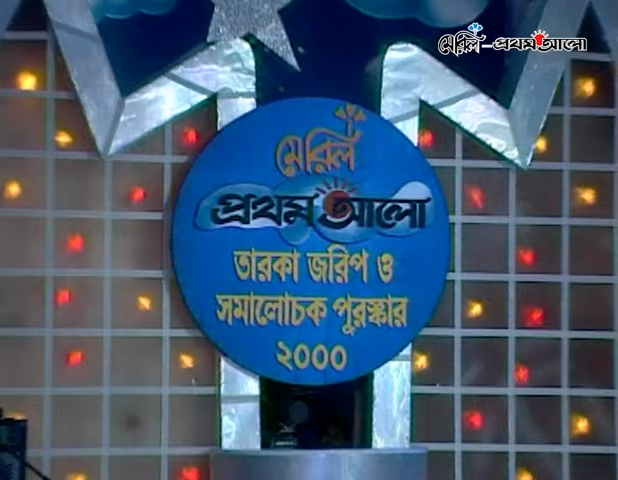 মেরিল-প্রথম আলো
মেরিল
প্রথম আলো
তারকা জরিপ ও
সমালোচক পুরস্কার
২০০০